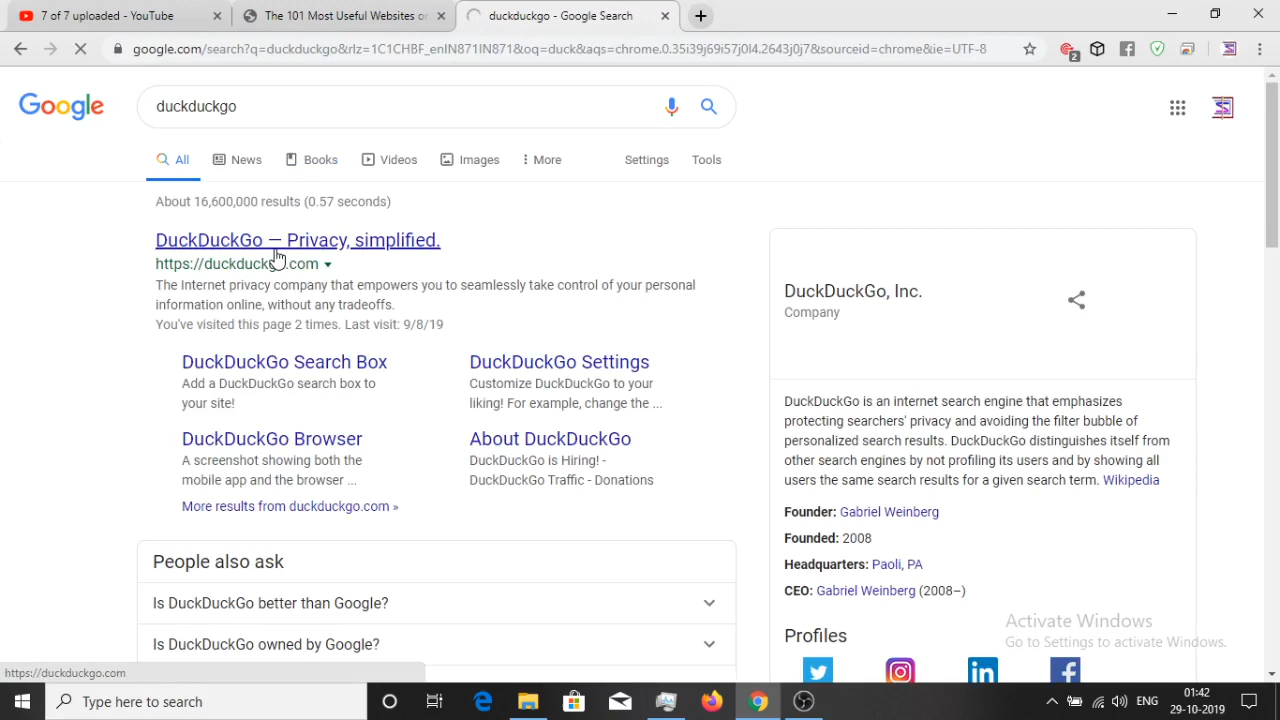 7 of 7 uploaded - YouTube
The 101 Most Useful Websites or
duckduckgo - Google Search
google.com/search?q=duckduckgo&rlz=1C1CHBF_enIN871IN871&oq=duck&aqs=chrome.0.35i39j69i57j0l4.2643j0j7&sourceid=chrome&ie=UTF-8
2
Google
duckduckgo
All
News
Books
Videos
Images
More
Settings
Tools
About 16,600,000 results (0.57 seconds)
DuckDuckGo — Privacy, simplified.
https://duckduckgo.com
The Internet privacy company that empowers you to seamlessly take control of your personal
information online, without any tradeoffs.
You've visited this page 2 times. Last visit: 9/8/19
DuckDuckGo Search Box
Add a DuckDuckGo search box to
your site!
DuckDuckGo Settings
Customize DuckDuckGo to your
liking! For example, change the ...
DuckDuckGo Browser
A screenshot showing both the
mobile app and the browser ...
About DuckDuckGo
DuckDuckGo is Hiring! -
DuckDuckGo Traffic - Donations
More results from duckduckgo.com »
People also ask
Is DuckDuckGo better than Google?
Is DuckDuckGo owned by Google?
DuckDuckGo, Inc.
Company
DuckDuckGo is an internet search engine that emphasizes
protecting searchers' privacy and avoiding the filter bubble of
personalized search results. DuckDuckGo distinguishes itself from
other search engines by not profiling its users and by showing all
users the same search results for a given search term. Wikipedia
Founder: Gabriel Weinberg
Founded: 2008
Headquarters: Paoli, PA
CEO: Gabriel Weinberg (2008–)
Profiles
Activate Windows
Go to Settings to activate Windows.
https://duckduckgo.com
Type here to search
ENG
01:42
29-10-2019